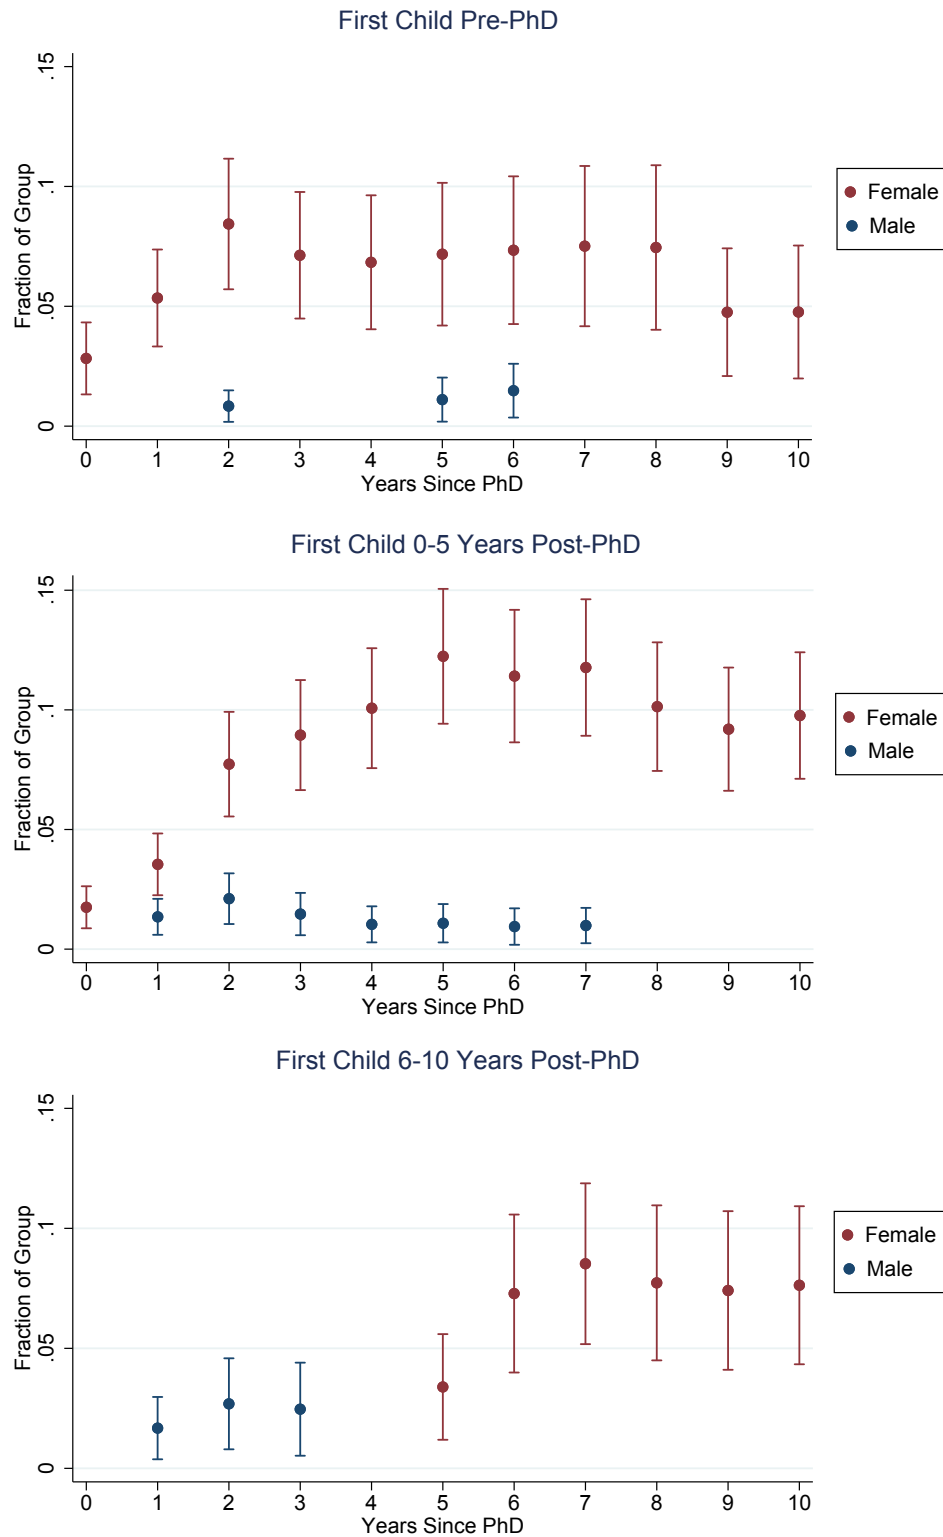 First Child Pre-PhD
Fraction of Group
.15
.1
.05
0
0 1 2 3 4 5 6 7 8 9 10
Years Since PhD
Female
Male
First Child 0-5 Years Post-PhD
Fraction of Group
.15
.1
.05
0
0 1 2 3 4 5 6 7 8 9 10
Years Since PhD
Female
Male
First Child 6-10 Years Post-PhD
Fraction of Group
.15
.1
.05
0
0 1 2 3 4 5 6 7 8 9 10
Years Since PhD
Female
Male